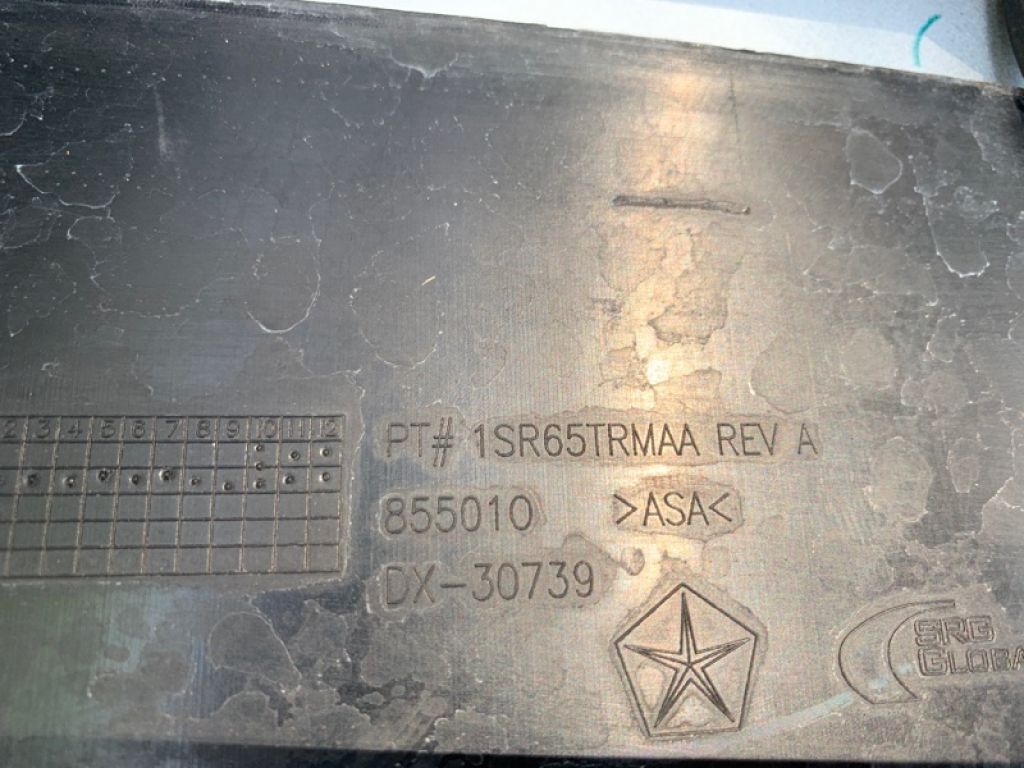 2 3 4 5 6 7 8 9 10 11 12
PT# 1SR65TRMAA REV A
855010 >ASA<
DX-30739
SRG
GLOBA